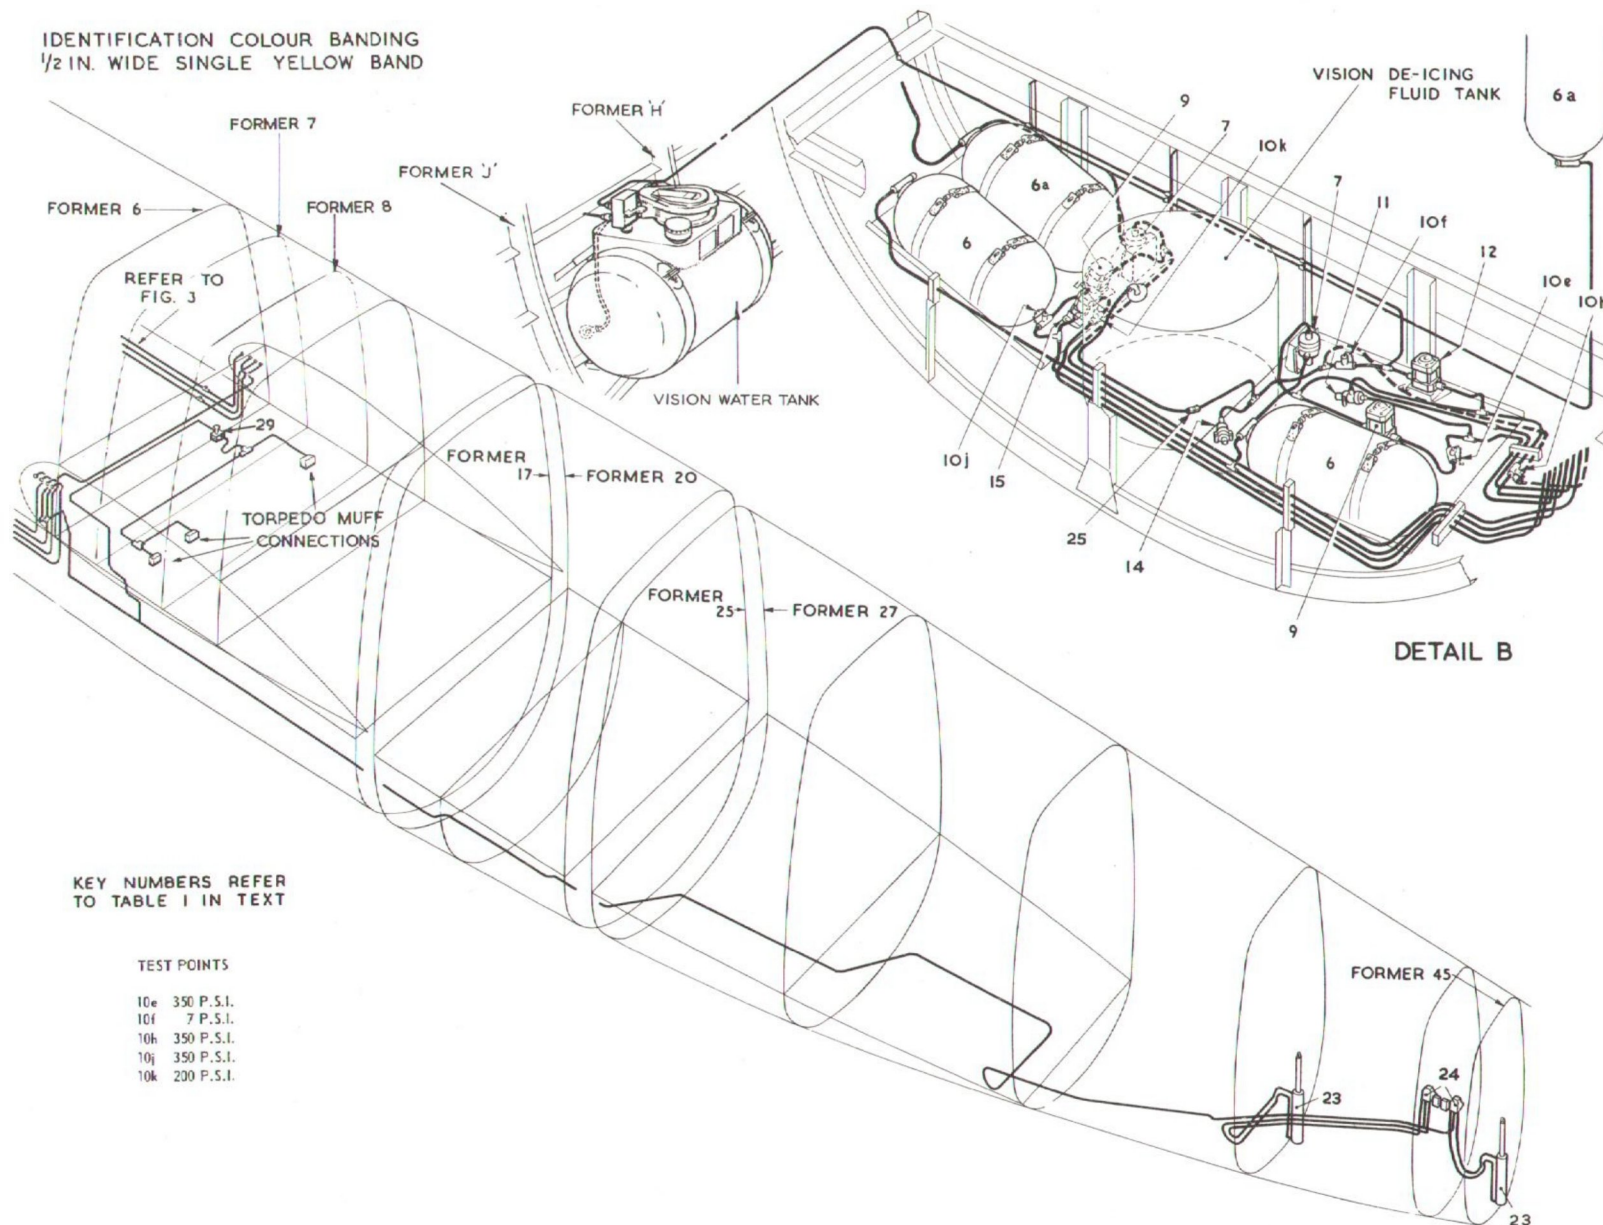 IDENTIFICATION COLOUR BANDING
1/2 IN. WIDE SINGLE YELLOW BAND
FORMER 7
FORMER 6
FORMER 8
REFER TO
FIG. 3
29
TORPEDO MUFF
CONNECTIONS
FORMER 'H'
FORMER 'J'
VISION WATER TANK
VISION DE-ICING
FLUID TANK
6a
9
7
10k
7
11
10f
12
10e
6a
6
6
10j
15
25
14
9
DETAIL B
FORMER
17
FORMER 20
FORMER
25
FORMER 27
KEY NUMBERS REFER
TO TABLE 1 IN TEXT
TEST POINTS
10e 350 P.S.I.
10f 7 P.S.I.
10h 350 P.S.I.
10j 350 P.S.I.
10k 200 P.S.I.
FORMER 45
24
23
23